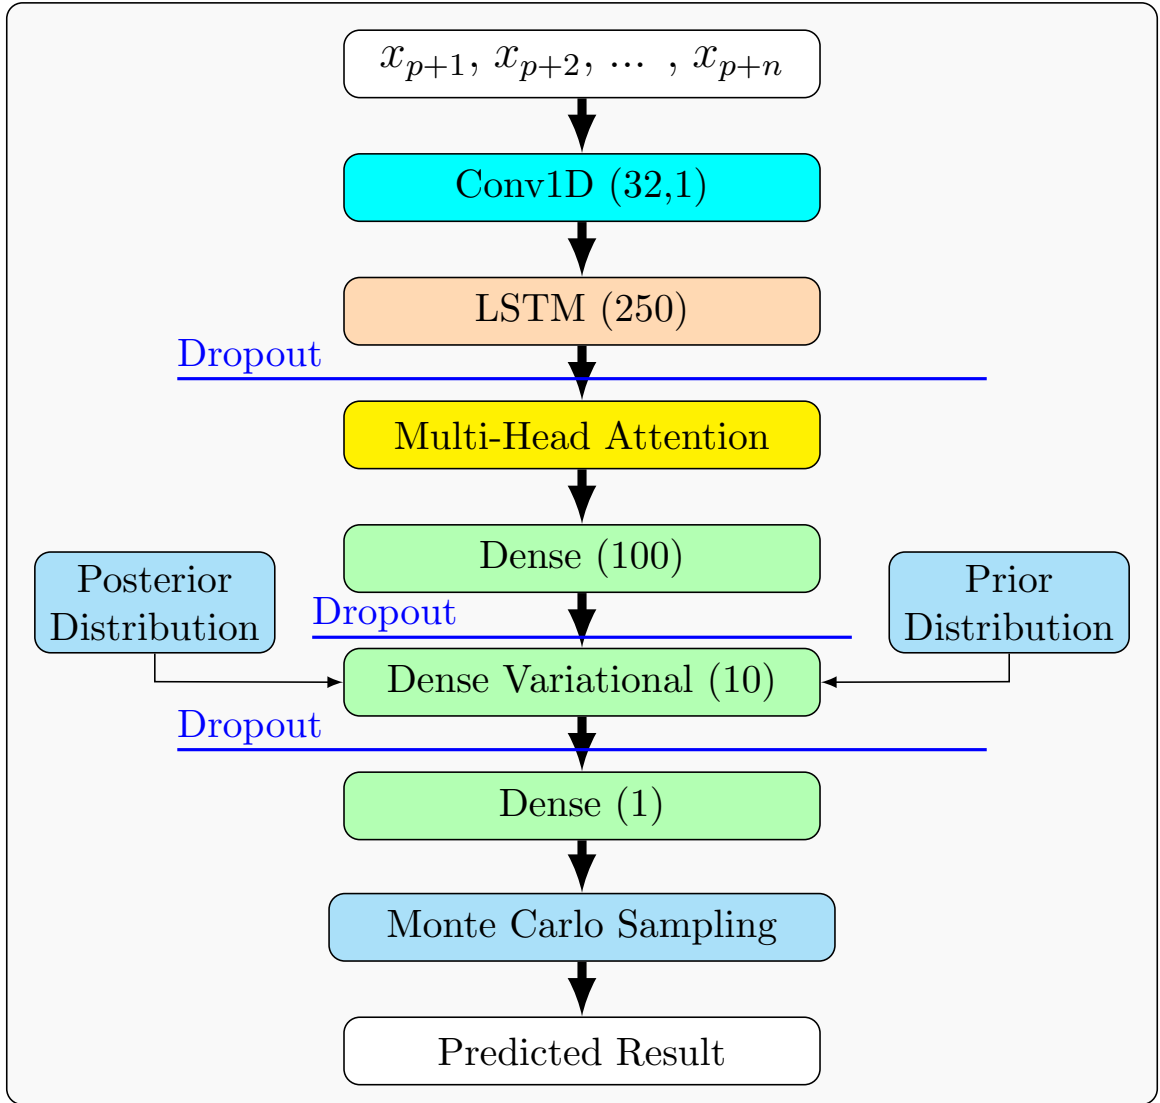 x_{p+1}, x_{p+2}, ... , x_{p+n}
Conv1D (32,1)
LSTM (250)
Dropout
Multi-Head Attention
Dense (100)
Posterior
Distribution
Prior
Distribution
Dropout
Dense Variational (10)
Dropout
Dense (1)
Monte Carlo Sampling
Predicted Result